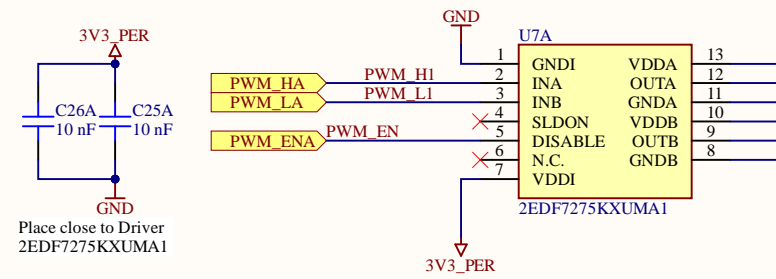 3V3_PER
C26A
10 nF
C25A
10 nF
GND
Place close to Driver
2EDF7275KXUMA1
GND
U7A
PWM_HA
PWM_H1
PWM_LA
PWM_L1
PWM_ENA
PWM_EN
1 GNDI VDDA 13
2 INA OUTA 12
3 INB GNDA 11
4 SLDON VDDB 10
5 DISABLE OUTB 9
6 N.C. GNDB 8
7 VDDI
2EDF7275KXUMA1
3V3_PER